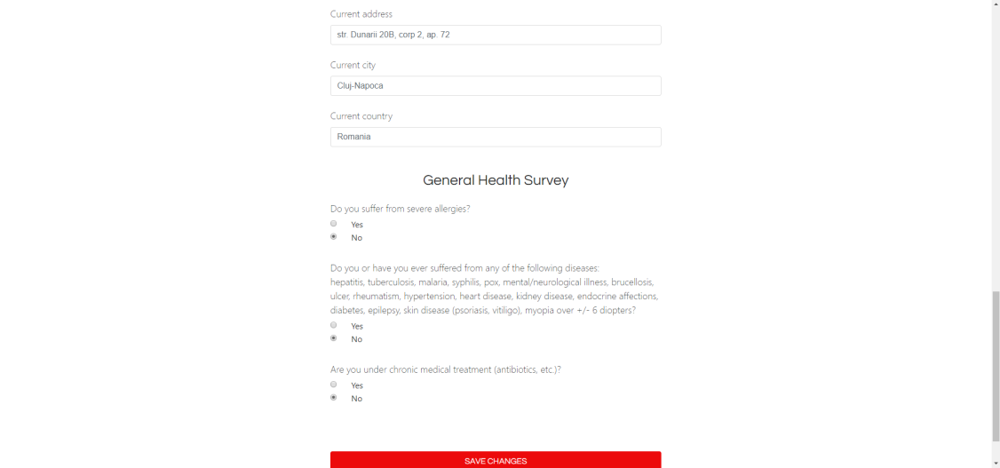 Current address
str. Dunarii 20B, corp 2, ap. 72
Current city
Cluj-Napoca
Current country
Romania
General Health Survey
Do you suffer from severe allergies?
Yes
No
Do you or have you ever suffered from any of the following diseases:
hepatitis, tuberculosis, malaria, syphilis, pox, mental/neurological illness, brucellosis,
ulcer, rheumatism, hypertension, heart disease, kidney disease, endocrine affections,
diabetes, epilepsy, skin disease (psoriasis, vitiligo), myopia over +/- 6 diopters?
Yes
No
Are you under chronic medical treatment (antibiotics, etc.)?
Yes
No
SAVE CHANGES